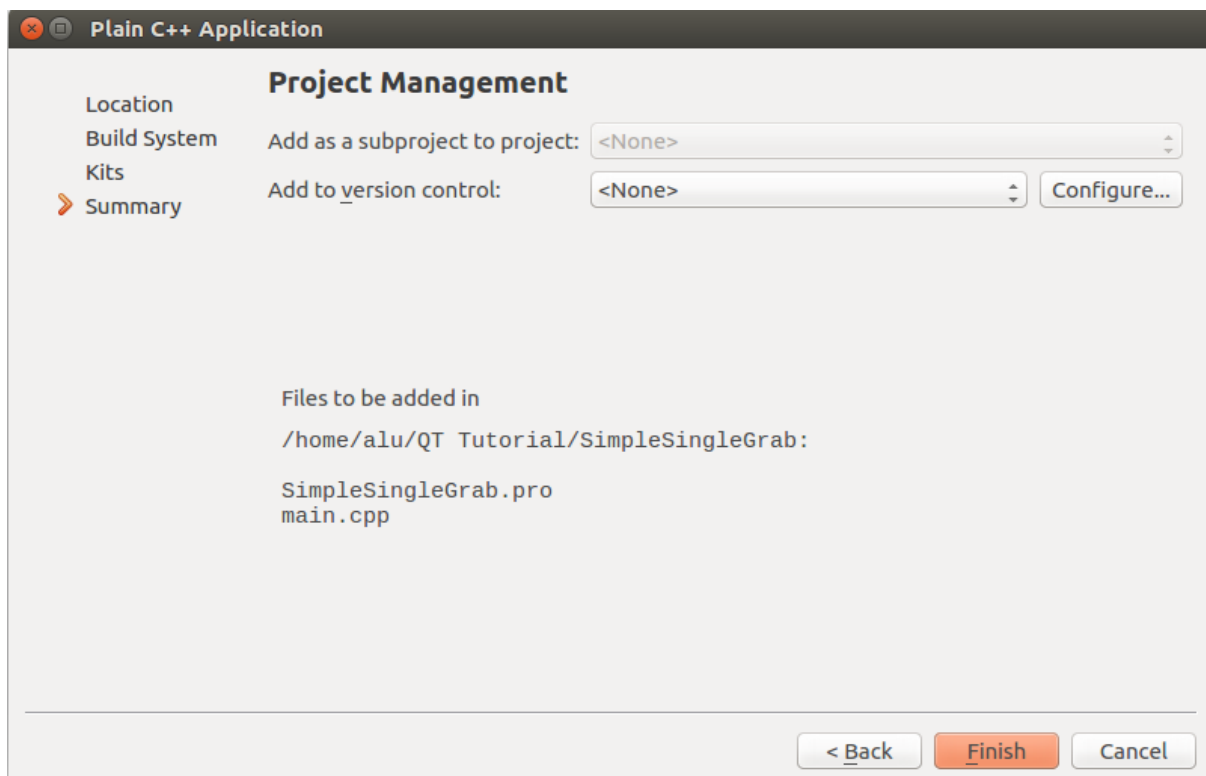 Plain C++ Application
Location
Build System
Kits
Summary
Project Management
Add as a subproject to project: <None>
Add to version control: <None> Configure...
Files to be added in
/home/alu/QT Tutorial/SimpleSingleGrab:
SimpleSingleGrab.pro
main.cpp
< Back Finish Cancel